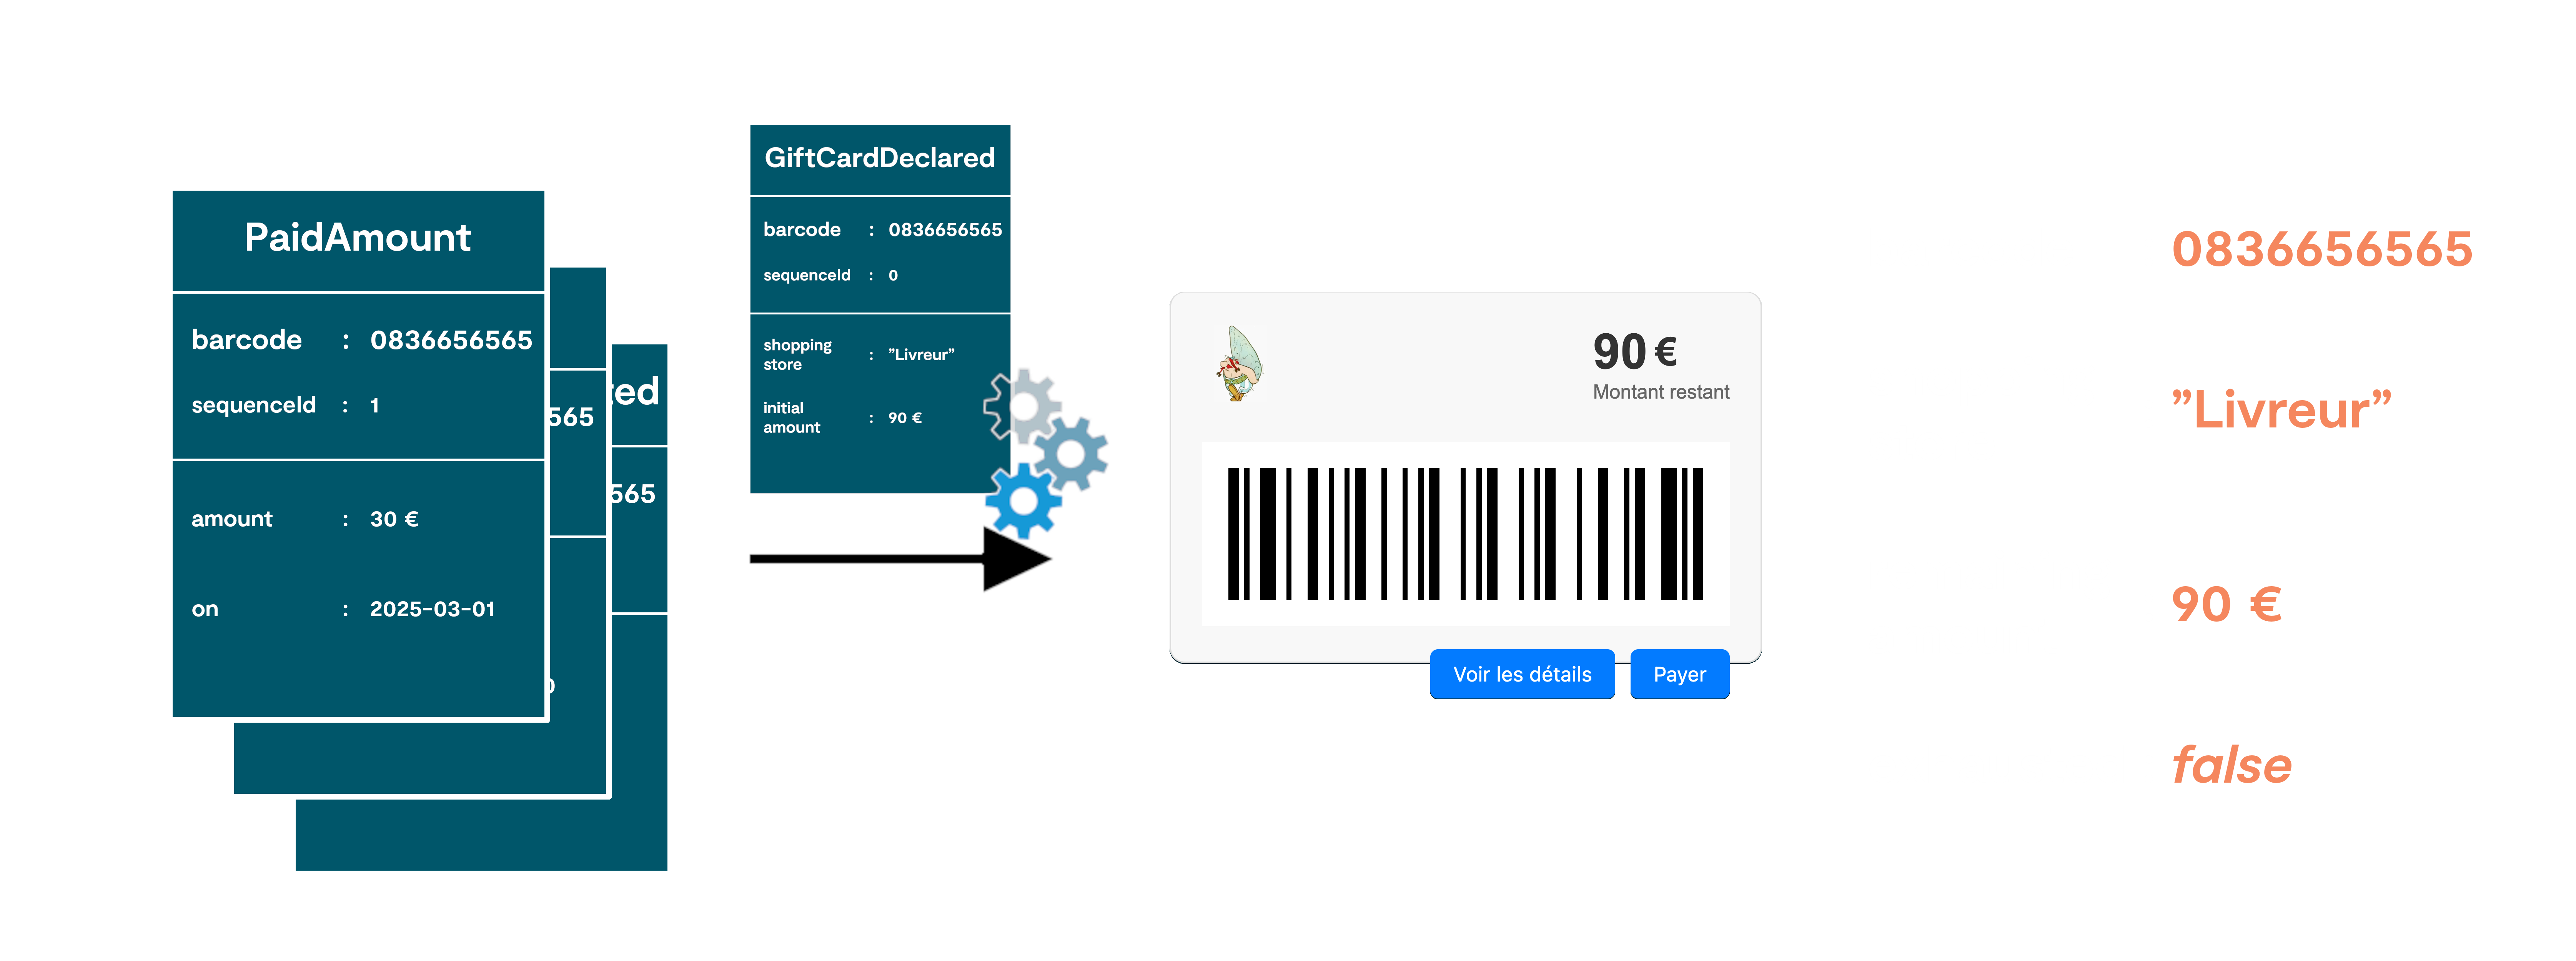 PaidAmount
barcode : 0836656565
sequenceId : 1
amount : 30 €
on : 2025-03-01
565
ted
565
GiftCardDeclared
barcode : 0836656565
sequenceId : 0
shopping
store : ”Livreur”
initial
amount : 90 €
90 €
Montant restant
Voir les détails
Payer
0836656565
”Livreur”
90 €
false